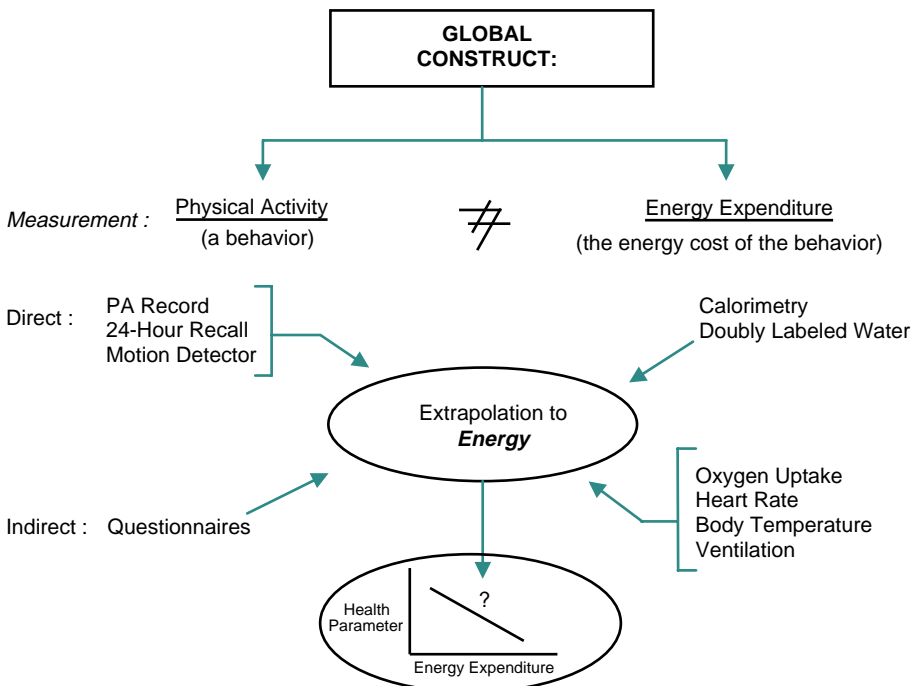 GLOBAL
CONSTRUCT:
Measurement :
Physical Activity
(a behavior)
Energy Expenditure
(the energy cost of the behavior)
Direct :
PA Record
24-Hour Recall
Motion Detector
Calorimetry
Doubly Labeled Water
Extrapolation to
Energy
Indirect :
Questionnaires
Oxygen Uptake
Heart Rate
Body Temperature
Ventilation
Health
Parameter
?
Energy Expenditure